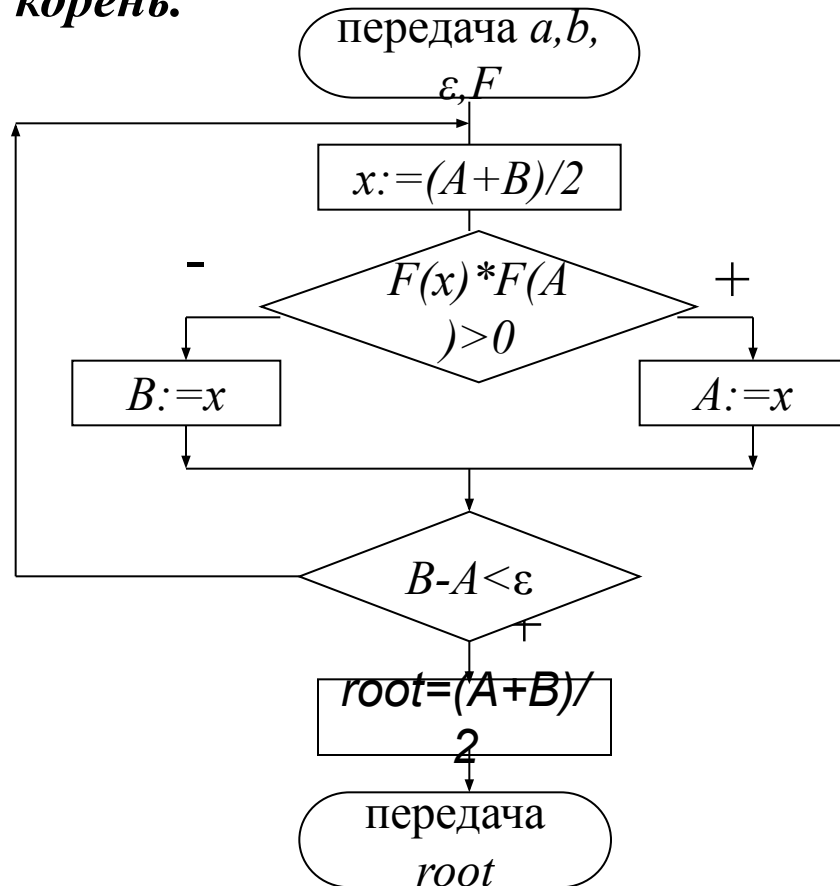 корень.
передача a,b,
ε,F
x:=(A+B)/2
-
F(x)*F(A
)>0
+
B:=x
A:=x
B-A<ε
+
root=(A+B)/
2
передача
root